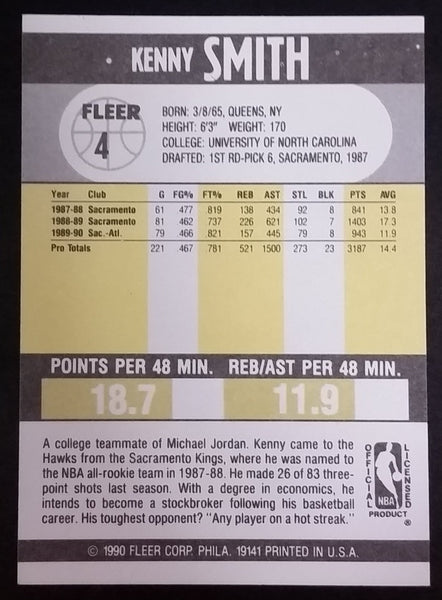 KENNY SMITH
FLEER
4
BORN: 3/8/65, QUEENS, NY
HEIGHT: 6'3" WEIGHT: 170
COLLEGE: UNIVERSITY OF NORTH CAROLINA
DRAFTED: 1ST RD-PICK 6, SACRAMENTO, 1987
Year Club G FG% FT% REB AST STL BLK PTS AVG
1987-88 Sacramento 61 .477 .819 138 434 92 8 841 13.8
1988-89 Sacramento 81 .462 .737 226 621 102 7 1403 17.3
1989-90 Sac.-Atl. 79 .466 .821 157 445 79 8 943 11.9
Pro Totals 221 .467 .781 521 1500 273 23 3187 14.4
POINTS PER 48 MIN. REB/AST PER 48 MIN.
18.7 11.9
A college teammate of Michael Jordan. Kenny came to the
Hawks from the Sacramento Kings, where he was named to
the NBA all-rookie team in 1987-88. He made 26 of 83 three-
point shots last season. With a degree in economics, he
intends to become a stockbroker following his basketball
career. His toughest opponent? "Any player on a hot streak."
OFFICIAL
NBA
LICENSED
PRODUCT ®
© 1990 FLEER CORP. PHILA. 19141 PRINTED IN U.S.A.